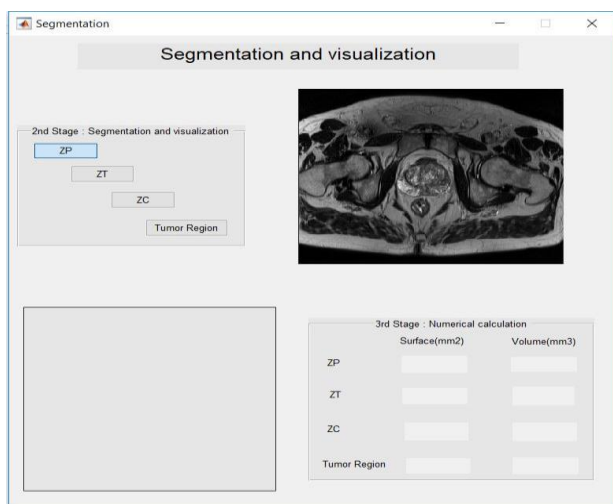 Segmentation
Segmentation and visualization
2nd Stage : Segmentation and visualization
ZP
ZT
ZC
Tumor Region
3rd Stage : Numerical calculation
Surface(mm2) Volume(mm3)
ZP
ZT
ZC
Tumor Region